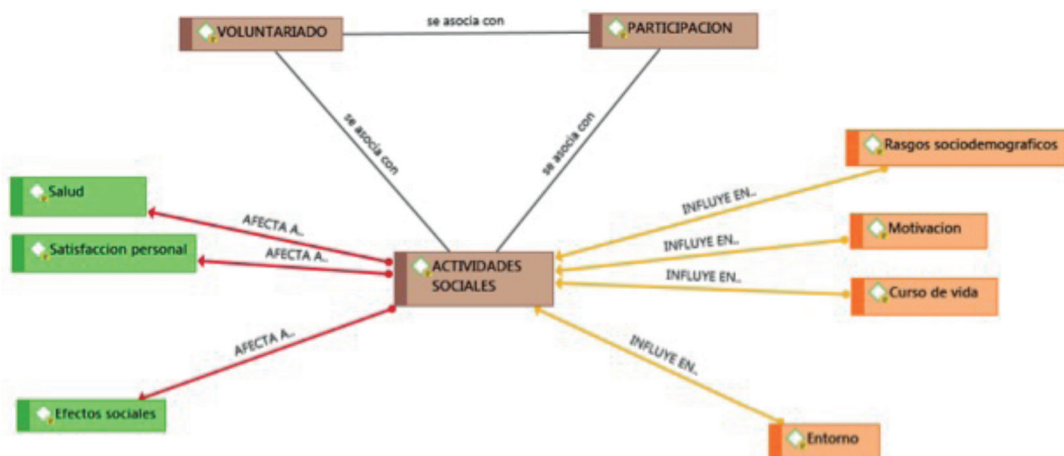 VOLUNTARIADO
se asocia con
PARTICIPACION
se asocia con
se asocia con
Rasgos sociodemograficos
Salud
AFECTA A..
INFLUYE EN..
Motivacion
Satisfaccion personal
AFECTA A..
INFLUYE EN..
ACTIVIDADES
SOCIALES
INFLUYE EN..
Curso de vida
AFECTA A..
INFLUYE EN..
Efectos sociales
Entorno